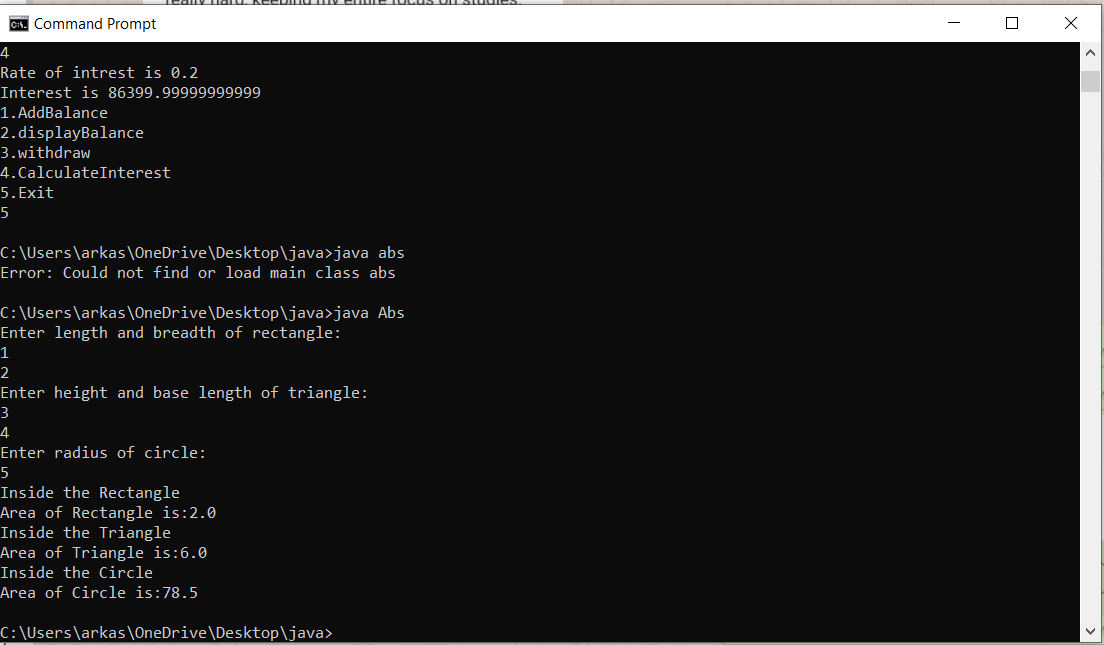 really hard, keeping my entire focus on studies.
Command Prompt
4
Rate of intrest is 0.2
Interest is 86399.99999999999
1.AddBalance
2.displayBalance
3.withdraw
4.CalculateInterest
5.Exit
5
C:\Users\arkas\OneDrive\Desktop\java>java abs
Error: Could not find or load main class abs
C:\Users\arkas\OneDrive\Desktop\java>java Abs
Enter length and breadth of rectangle:
1
2
Enter height and base length of triangle:
3
4
Enter radius of circle:
5
Inside the Rectangle
Area of Rectangle is:2.0
Inside the Triangle
Area of Triangle is:6.0
Inside the Circle
Area of Circle is:78.5
C:\Users\arkas\OneDrive\Desktop\java>